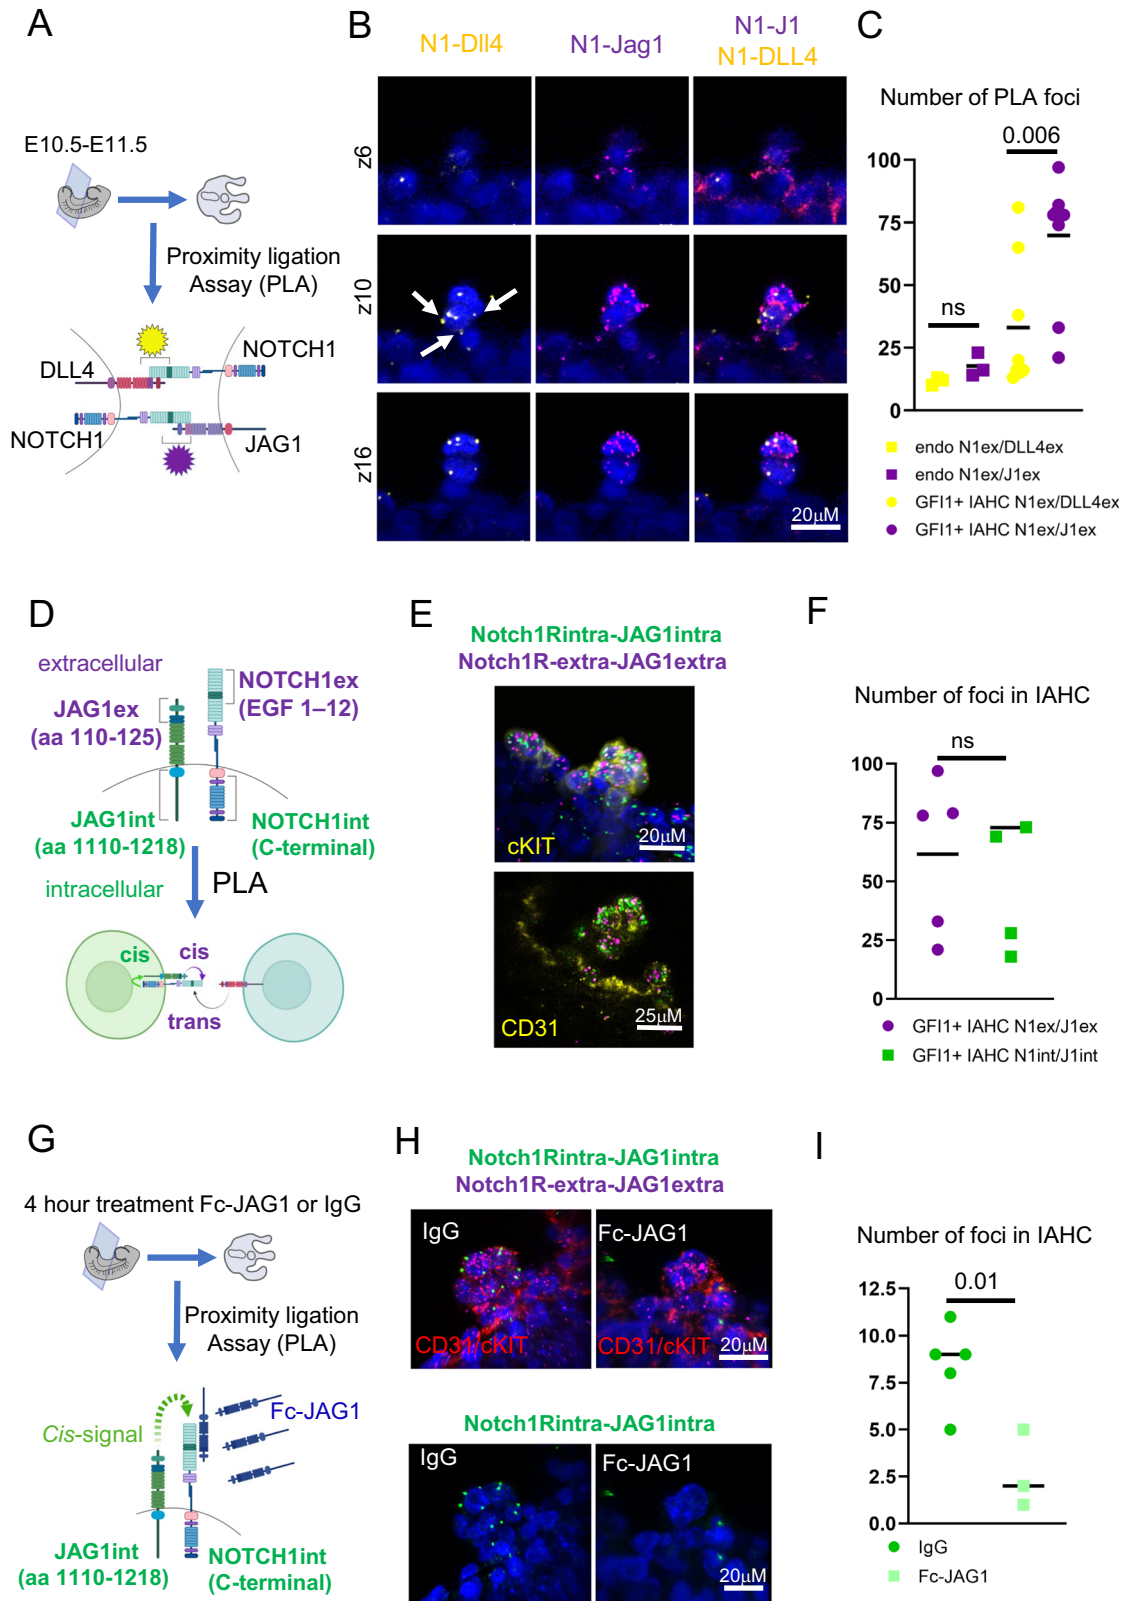 A
E10.5-E11.5
Proximity ligation
Assay (PLA)
DLL4
NOTCH1
NOTCH1
JAG1
B
N1-Dll4
N1-Jag1
N1-J1
N1-DLL4
z6
z10
z16
20µM
C
Number of PLA foci
0.006
ns
100
75
50
25
0
endo N1ex/DLL4ex
endo N1ex/J1ex
GFI1+ IAHC N1ex/DLL4ex
GFI1+ IAHC N1ex/J1ex
D
extracellular
JAG1ex
(aa 110-125)
NOTCH1ex
(EGF 1–12)
JAG1int
(aa 1110-1218)
NOTCH1int
(C-terminal)
intracellular
PLA
cis
cis
trans
E
Notch1Rintra-JAG1intra
Notch1R-extra-JAG1extra
cKIT
20µM
CD31
25µM
F
Number of foci in IAHC
ns
100
75
50
25
0
GFI1+ IAHC N1ex/J1ex
GFI1+ IAHC N1int/J1int
G
4 hour treatment Fc-JAG1 or IgG
Proximity ligation
Assay (PLA)
Cis-signal
Fc-JAG1
JAG1int
(aa 1110-1218)
NOTCH1int
(C-terminal)
H
Notch1Rintra-JAG1intra
Notch1R-extra-JAG1extra
IgG
Fc-JAG1
CD31/cKIT
CD31/cKIT
20µM
Notch1Rintra-JAG1intra
IgG
Fc-JAG1
20µM
I
Number of foci in IAHC
0.01
12.5
10.0
7.5
5.0
2.5
0.0
IgG
Fc-JAG1